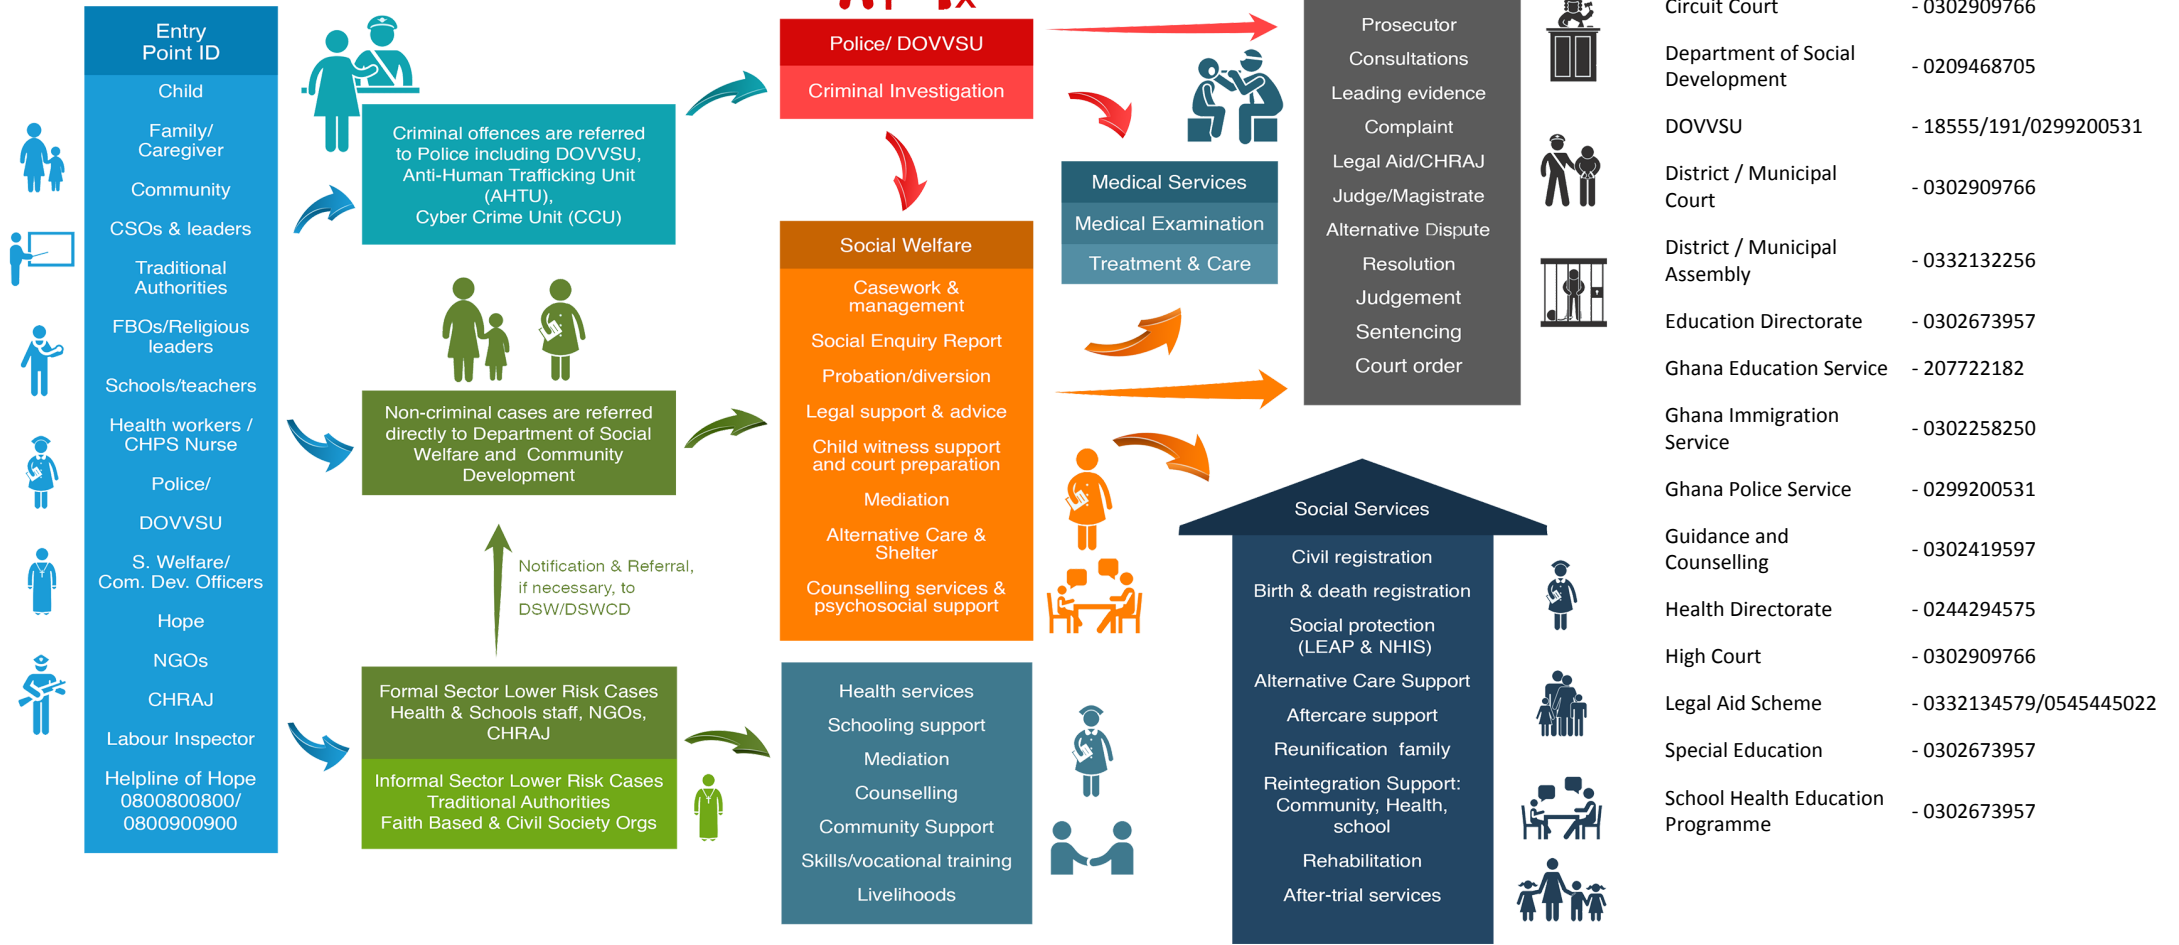 Entry
Point ID
Child
Family/
Caregiver
Community
CSOs & leaders
Traditional
Authorities
FBOs/Religious
leaders
Schools/teachers
Health workers /
CHPS Nurse
Police/
DOVVSU
S. Welfare/
Com. Dev. Officers
Hope
NGOs
CHRAJ
Labour Inspector
Helpline of Hope
0800800800/
0800900900
Criminal offences are referred
to Police including DOVVSU,
Anti-Human Trafficking Unit
(AHTU),
Cyber Crime Unit (CCU)
Non-criminal cases are referred
directly to Department of Social
Welfare and Community
Development
Notification & Referral,
if necessary, to
DSW/DSWCD
Formal Sector Lower Risk Cases
Health & Schools staff, NGOs,
CHRAJ
Informal Sector Lower Risk Cases
Traditional Authorities
Faith Based & Civil Society Orgs
Police/ DOVVSU
Criminal Investigation
Social Welfare
Casework &
management
Social Enquiry Report
Probation/diversion
Legal support & advice
Child witness support
and court preparation
Mediation
Alternative Care &
Shelter
Counselling services &
psychosocial support
Health services
Schooling support
Mediation
Counselling
Community Support
Skills/vocational training
Livelihoods
Medical Services
Medical Examination
Treatment & Care
Prosecutor
Consultations
Leading evidence
Complaint
Legal Aid/CHRAJ
Judge/Magistrate
Alternative Dispute
Resolution
Judgement
Sentencing
Court order
Social Services
Civil registration
Birth & death registration
Social protection
(LEAP & NHIS)
Alternative Care Support
Aftercare support
Reunification family
Reintegration Support:
Community, Health,
school
Rehabilitation
After-trial services
Circuit Court - 0302909766
Department of Social
Development - 0209468705
DOVVSU - 18555/191/0299200531
District / Municipal
Court - 0302909766
District / Municipal
Assembly - 0332132256
Education Directorate - 0302673957
Ghana Education Service - 207722182
Ghana Immigration
Service - 0302258250
Ghana Police Service - 0299200531
Guidance and
Counselling - 0302419597
Health Directorate - 0244294575
High Court - 0302909766
Legal Aid Scheme - 0332134579/0545445022
Special Education - 0302673957
School Health Education
Programme - 0302673957